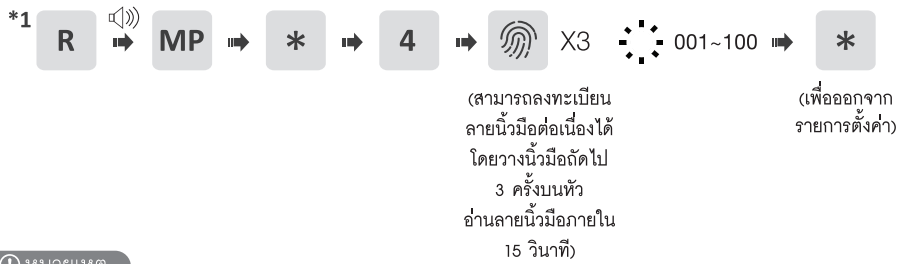 *1 R MP * 4 X3 001~100 *
(สามารถลงทะเบียน
ลายนิ้วมือต่อเนื่องได้
โดยวางนิ้วมือถัดไป
3 ครั้งบนหัว
อ่านลายนิ้วมือภายใน
15 วินาที)
(เพื่อออกจาก
รายการตั้งค่า)